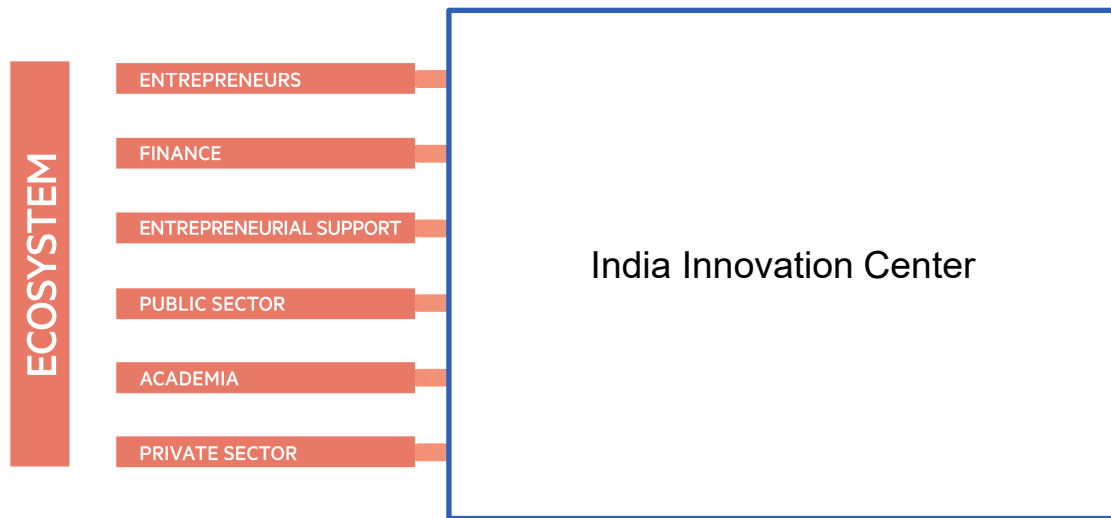 ECOSYSTEM
ENTREPRENEURS
FINANCE
ENTREPRENEURIAL SUPPORT
PUBLIC SECTOR
ACADEMIA
PRIVATE SECTOR
India Innovation Center